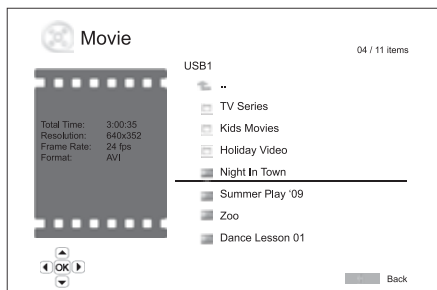 Movie
04 / 11 items
USB1
..
TV Series
Kids Movies
Holiday Video
Night In Town
Summer Play ‘09
Zoo
Dance Lesson 01
Total Time: 3:00:35
Resolution: 640x352
Frame Rate: 24 fps
Format: AVI
OK
Back